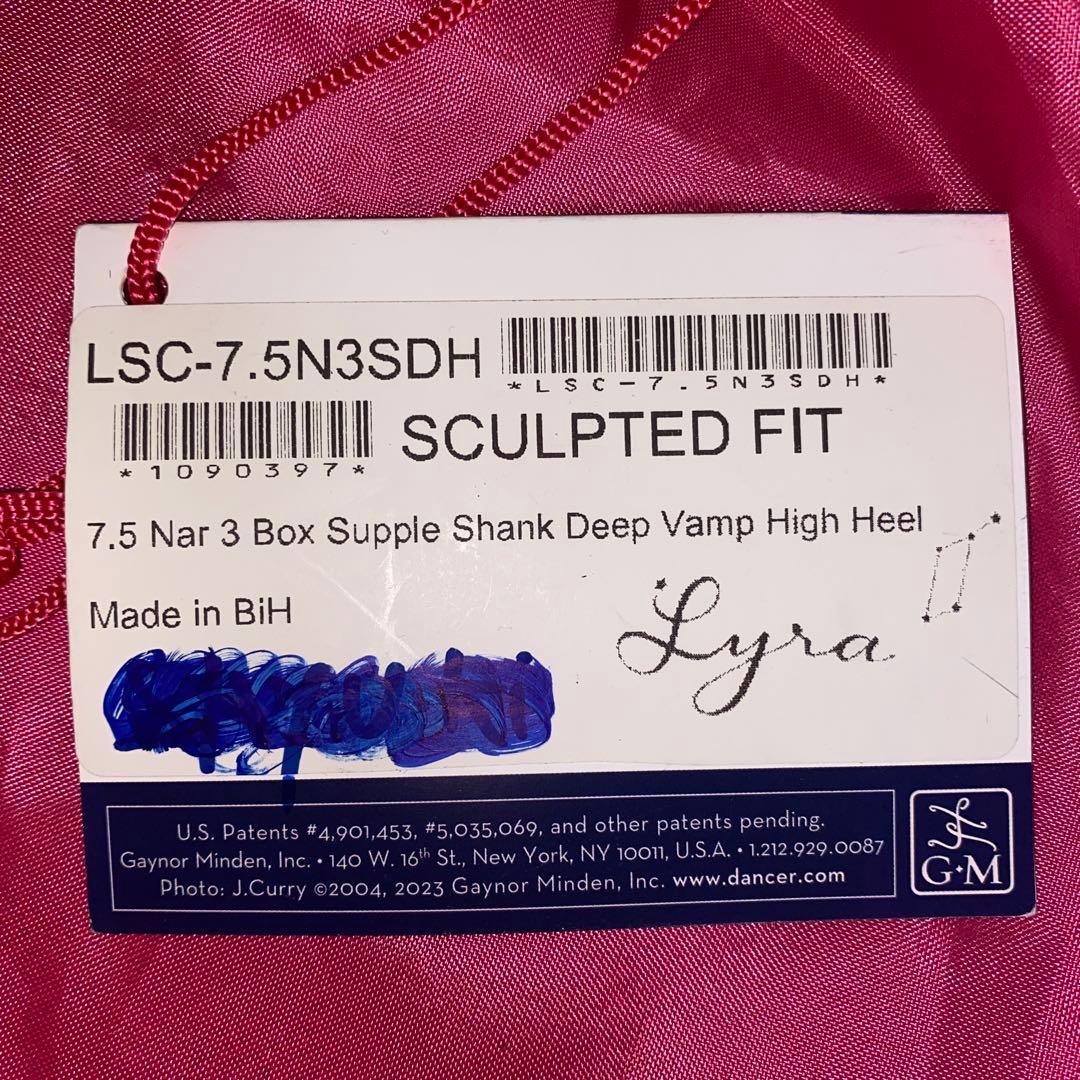 LSC-7.5N3SDH
*LSC-7.5N3SDH*
*1090397*
SCULPTED FIT
7.5 Nar 3 Box Supple Shank Deep Vamp High Heel
Made in BiH
Lyra
U.S. Patents #4,901,453, #5,035,069, and other patents pending.
Gaynor Minden, Inc. • 140 W. 16th St., New York, NY 10011, U.S.A. • 1.212.929.0087
Photo: J.Curry ©2004, 2023 Gaynor Minden, Inc. www.dancer.com
G·M